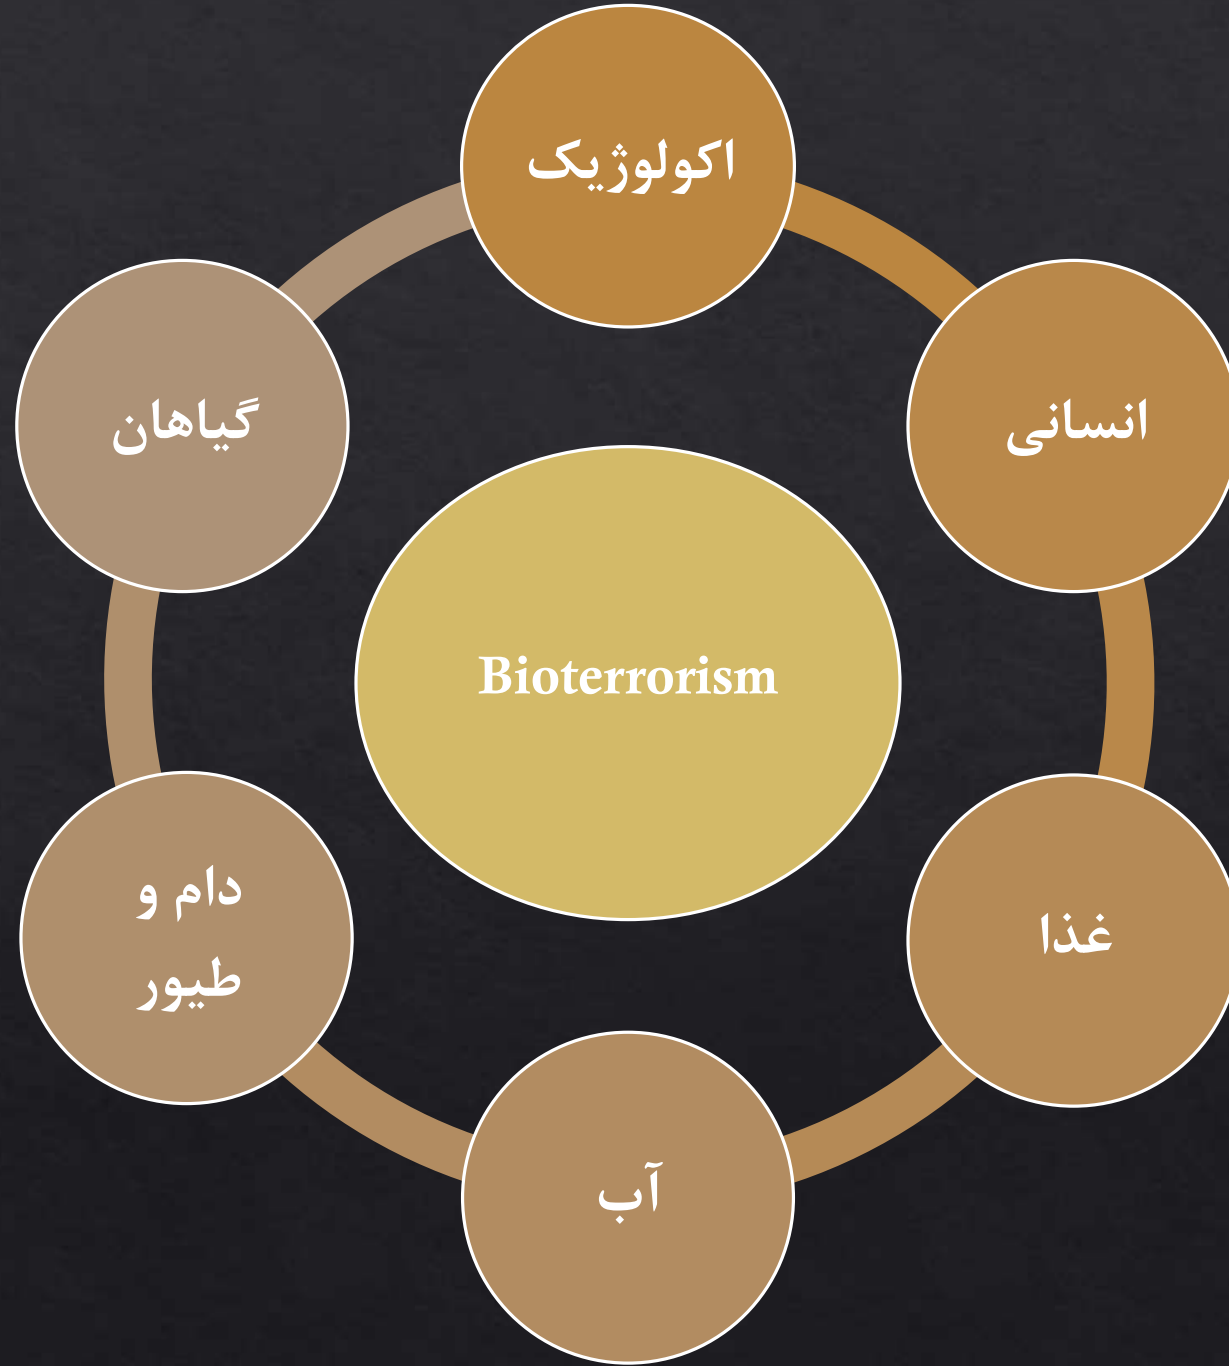 اکولوژیک
انسانی
غذا
آب
دام و
طیور
گیاهان
Bioterrorism